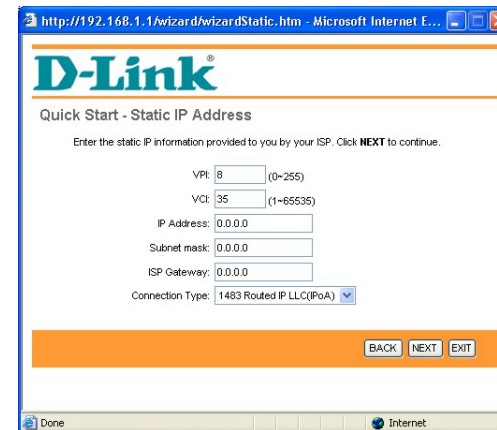 http://192.168.1.1/wizard/wizardStatic.htm - Microsoft Internet E...
D-Link®
Quick Start - Static IP Address
Enter the static IP information provided to you by your ISP. Click NEXT to continue.
VPI: 8 (0~255)
VCI: 35 (1~65535)
IP Address: 0.0.0.0
Subnet mask: 0.0.0.0
ISP Gateway: 0.0.0.0
Connection Type: 1483 Routed IP LLC(IPoA)
BACK NEXT EXIT
Done Internet